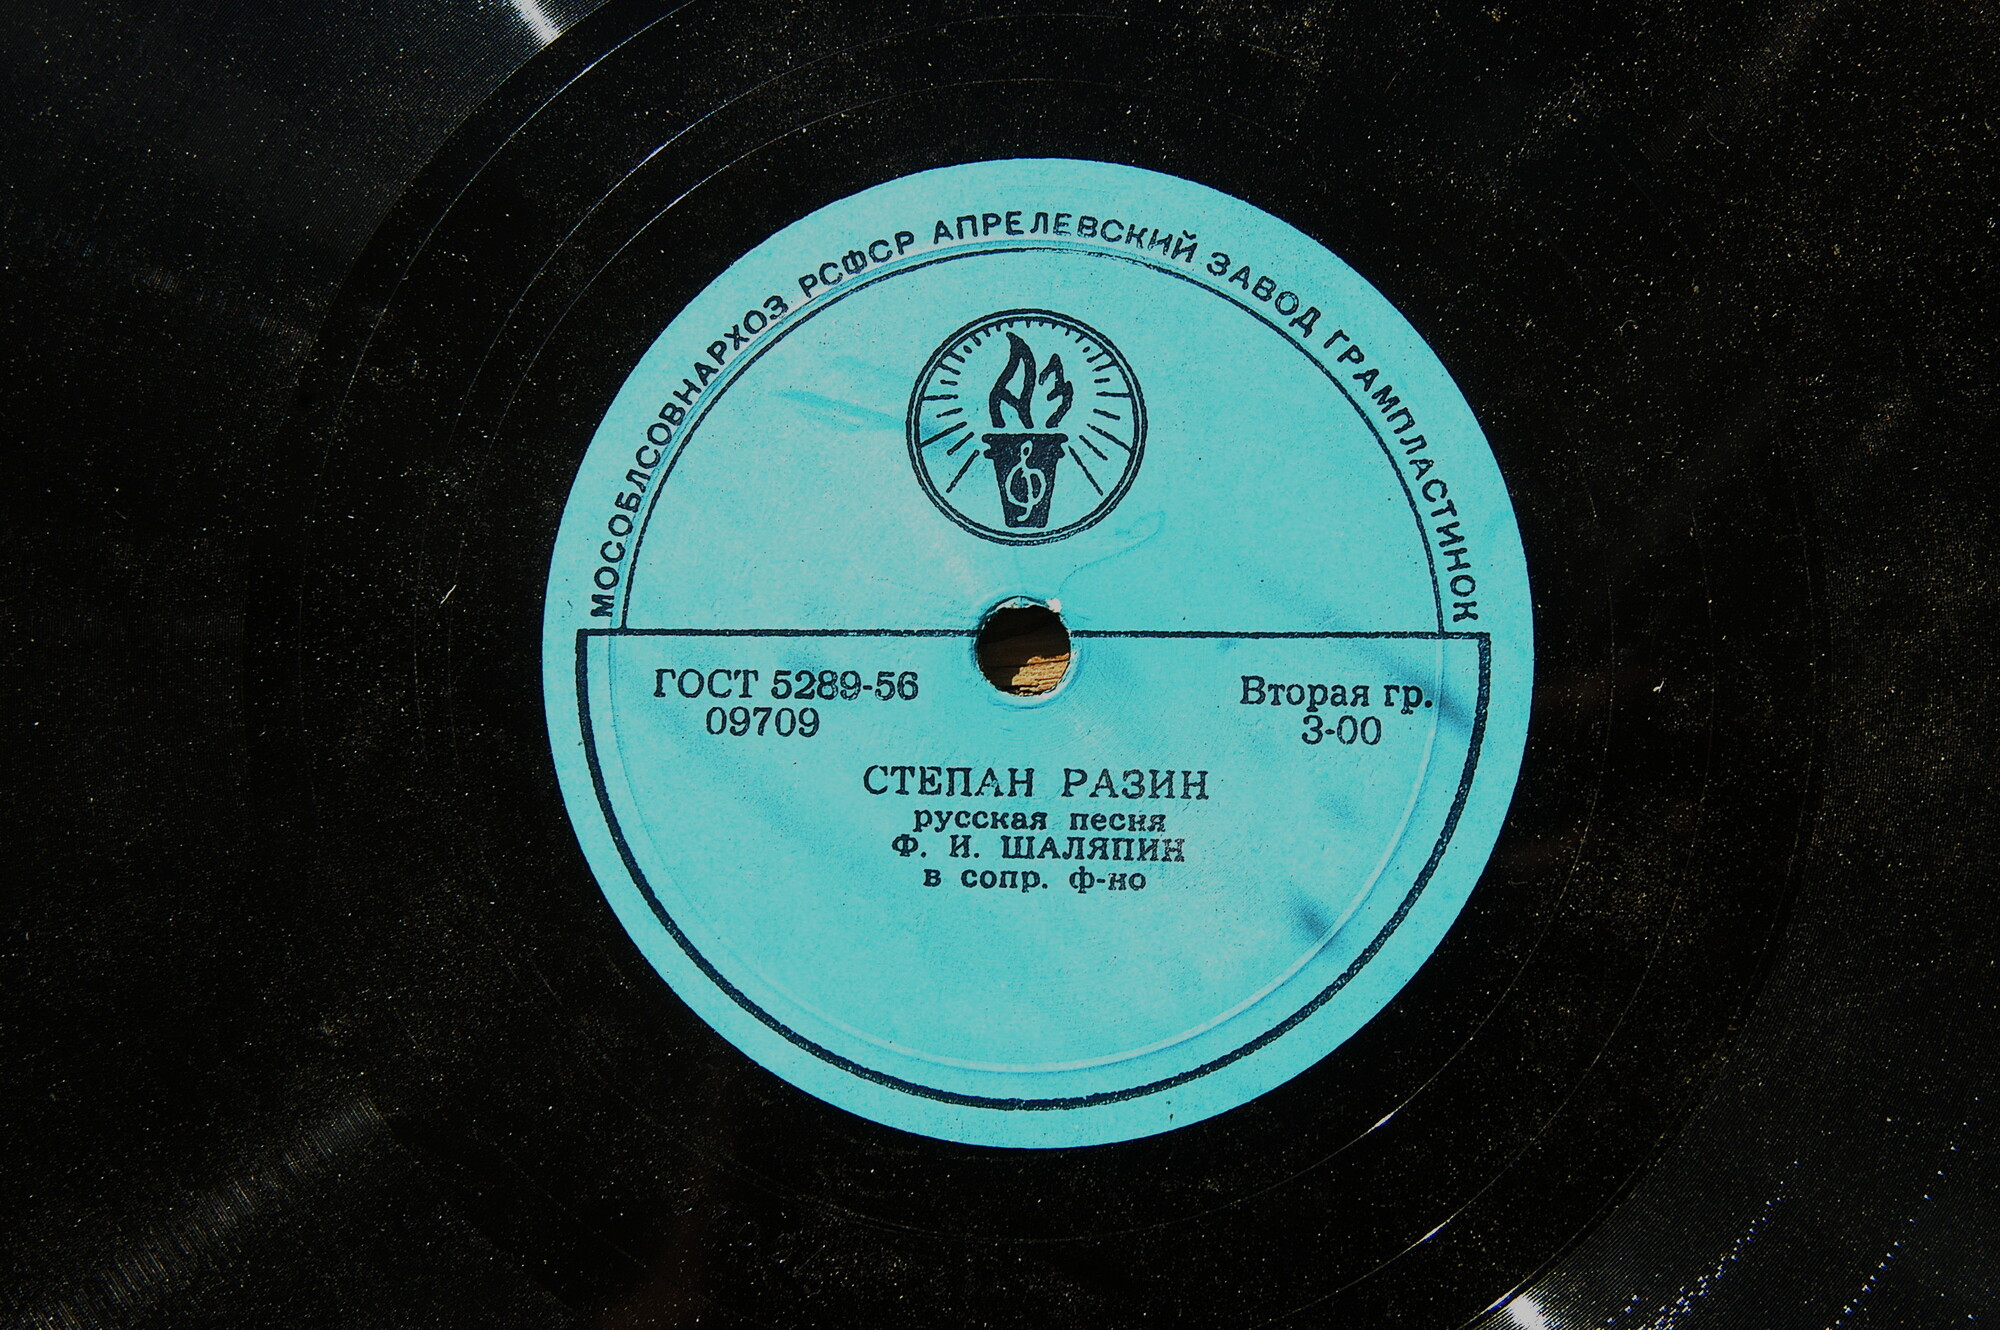 МОСОБЛСОВНАРХОЗ РСФСР АПРЕЛЕВСКИЙ ЗАВОД ГРАМПЛАСТИНОК
АЗ
ГОСТ 5289-56
09709
Вторая гр.
3-00
СТЕПАН РАЗИН
русская песня
Ф. И. ШАЛЯПИН
в сопр. ф-но